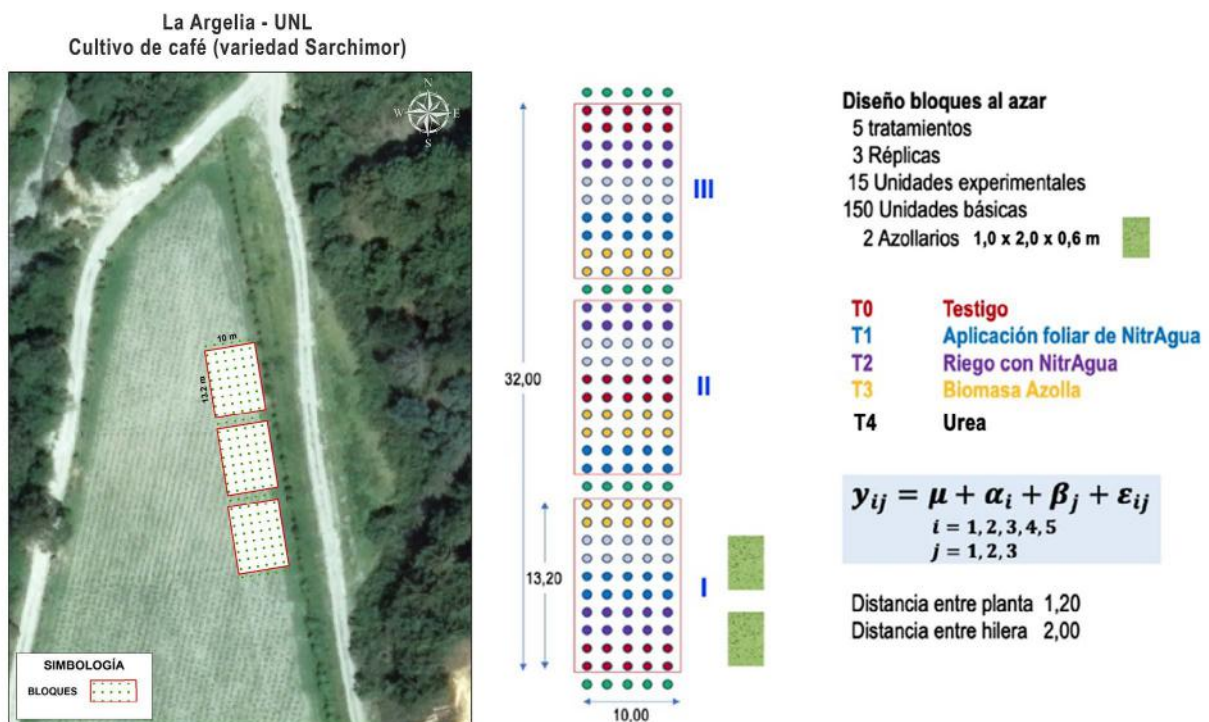 La Argelia - UNL
Cultivo de café (variedad Sarchimor)
N
W E
S
10 m
13.2 m
SIMBOLOGÍA
BLOQUES
III
II
I
32,00
13,20
10,00
Diseño bloques al azar
5 tratamientos
3 Réplicas
15 Unidades experimentales
150 Unidades básicas
2 Azollarios 1,0 x 2,0 x 0,6 m
T0 Testigo
T1 Aplicación foliar de NitrAgua
T2 Riego con NitrAgua
T3 Biomasa Azolla
T4 Urea
y_ij = μ + α_i + β_j + ε_ij
i = 1, 2, 3, 4, 5
j = 1, 2, 3
Distancia entre planta 1,20
Distancia entre hilera 2,00